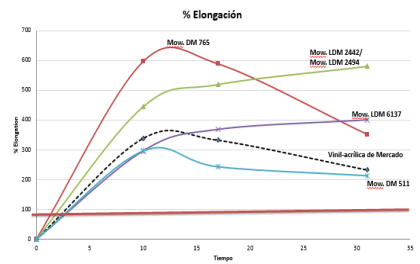 % Elongación
700
600
500
400
300
200
100
0
% Elongation
0
5
10
15
20
25
30
35
Tiempo
Mow. DM 765
Mow. LDM 2442/
Mow. LDM 2494
Mow. LDM 6137
Vinil-acrílica de Mercado
Mow. DM 511